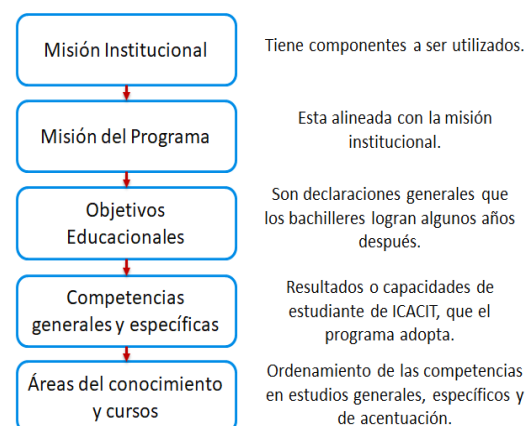 Misión Institucional
Tiene componentes a ser utilizados.
Misión del Programa
Esta alineada con la misión
institucional.
Objetivos
Educacionales
Son declaraciones generales que
los bachilleres logran algunos años
después.
Competencias
generales y específicas
Resultados o capacidades de
estudiante de ICACIT, que el
programa adopta.
Áreas del conocimiento
y cursos
Ordenamiento de las competencias
en estudios generales, específicos y
de acentuación.